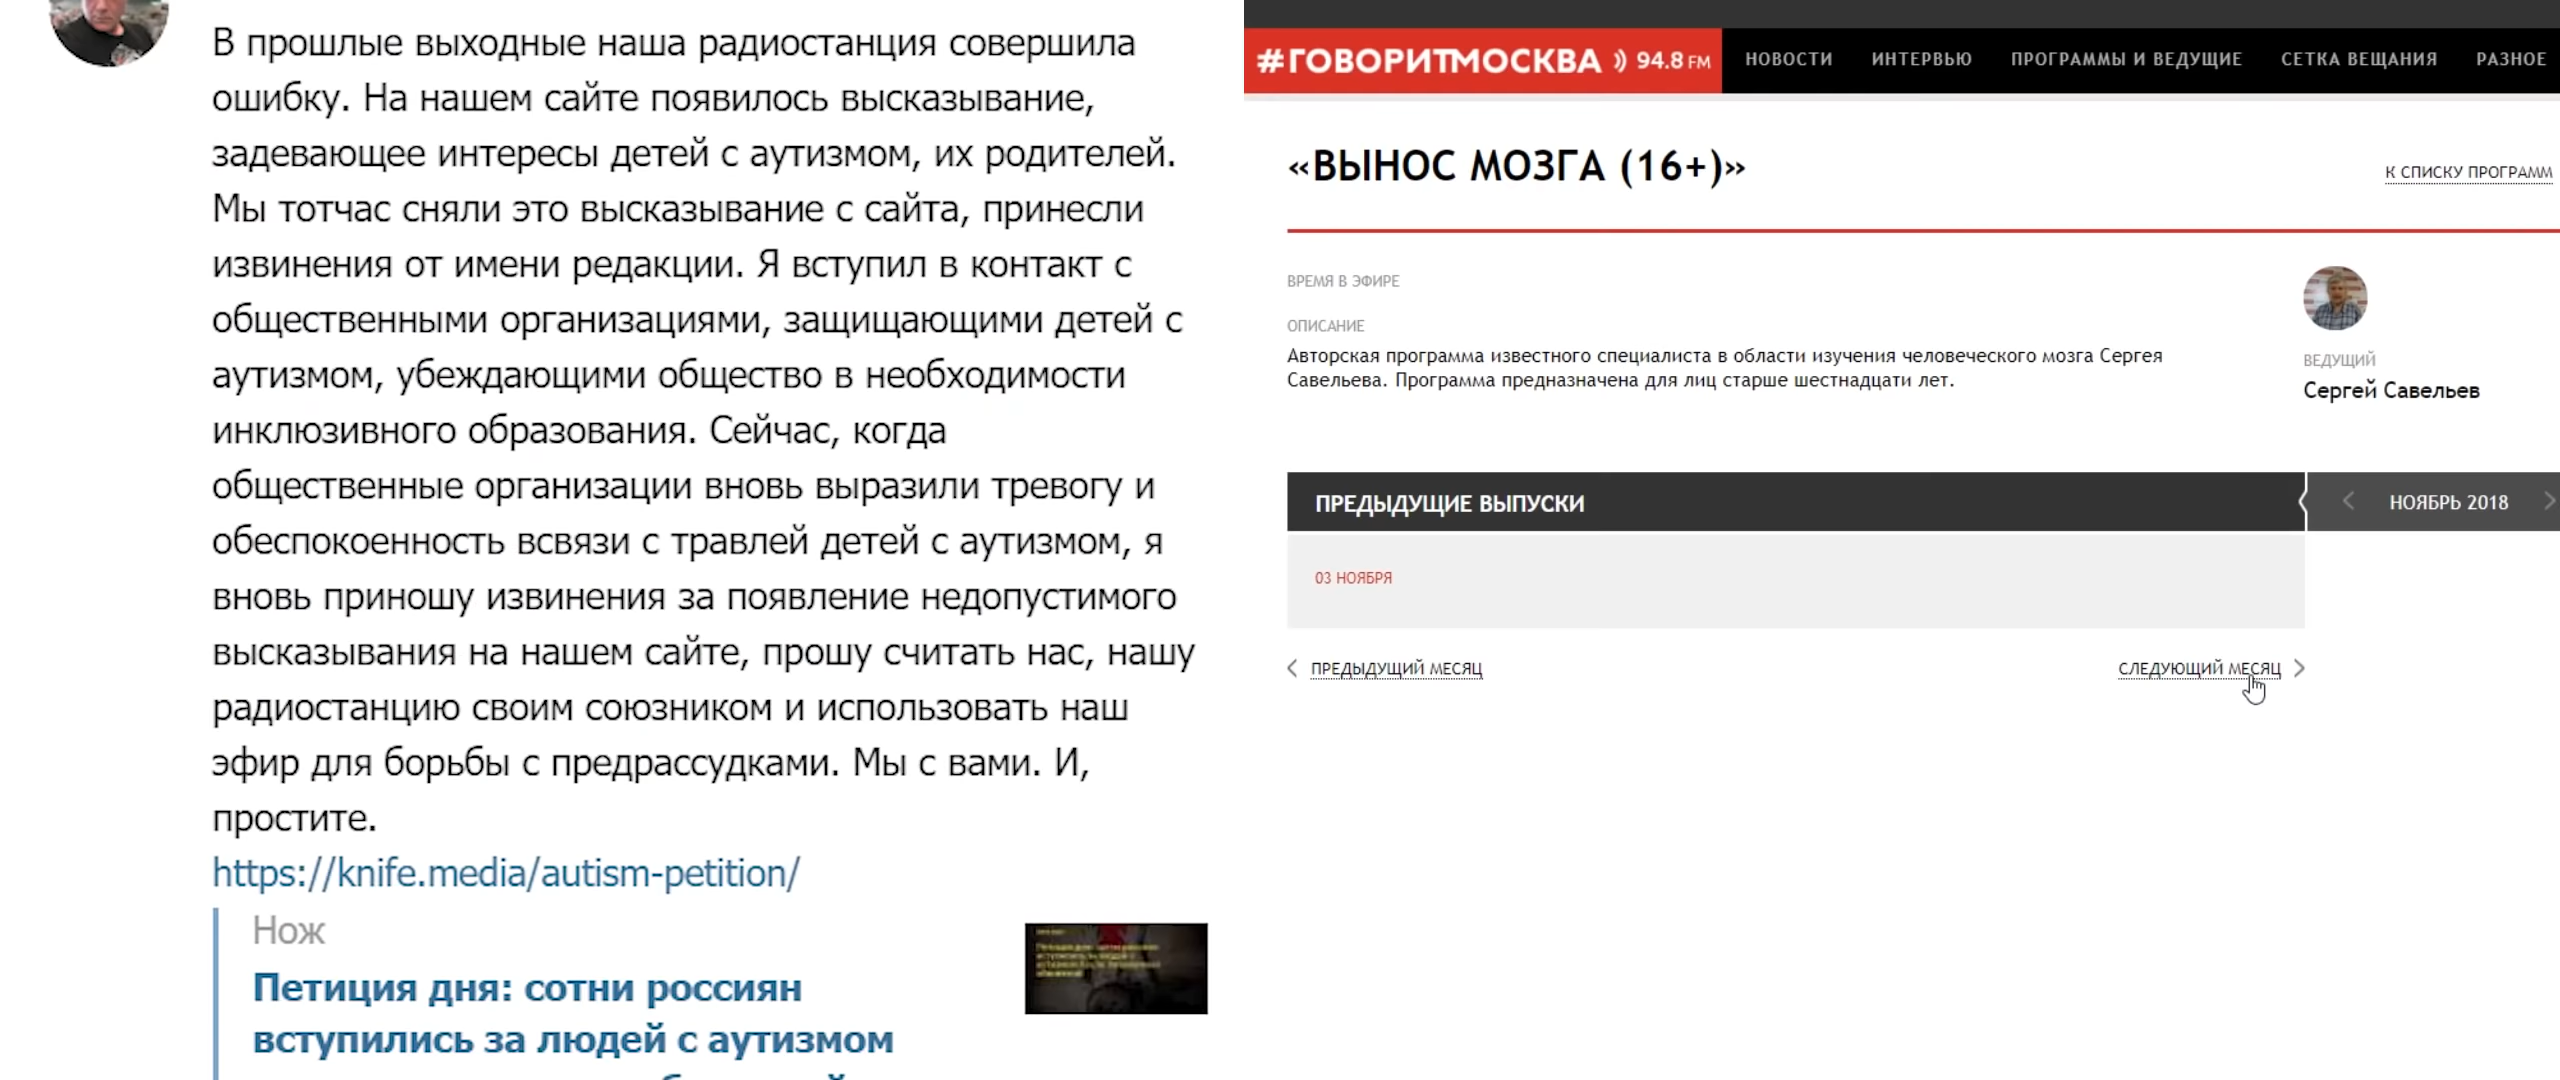 В прошлые выходные наша радиостанция совершила
ошибку. На нашем сайте появилось высказывание,
задевающее интересы детей с аутизмом, их родителей.
Мы тотчас сняли это высказывание с сайта, принесли
извинения от имени редакции. Я вступил в контакт с
общественными организациями, защищающими детей с
аутизмом, убеждающими общество в необходимости
инклюзивного образования. Сейчас, когда
общественные организации вновь выразили тревогу и
обеспокоенность всвязи с травлей детей с аутизмом, я
вновь приношу извинения за появление недопустимого
высказывания на нашем сайте, прошу считать нас, нашу
радиостанцию своим союзником и использовать наш
эфир для борьбы с предрассудками. Мы с вами. И,
простите.
https://knife.media/autism-petition/
Нож
Петиция дня: сотни россиян
вступились за людей с аутизмом
#ГОВОРИТМОСКВА 94.8 FM
НОВОСТИ ИНТЕРВЬЮ ПРОГРАММЫ И ВЕДУЩИЕ СЕТКА ВЕЩАНИЯ РАЗНОЕ
«ВЫНОС МОЗГА (16+)»
К СПИСКУ ПРОГРАММ
ВРЕМЯ В ЭФИРЕ
ОПИСАНИЕ
Авторская программа известного специалиста в области изучения человеческого мозга Сергея
Савельева. Программа предназначена для лиц старше шестнадцати лет.
ВЕДУЩИЙ
Сергей Савельев
ПРЕДЫДУЩИЕ ВЫПУСКИ
НОЯБРЬ 2018
03 НОЯБРЯ
ПРЕДЫДУЩИЙ МЕСЯЦ
СЛЕДУЮЩИЙ МЕСЯЦ